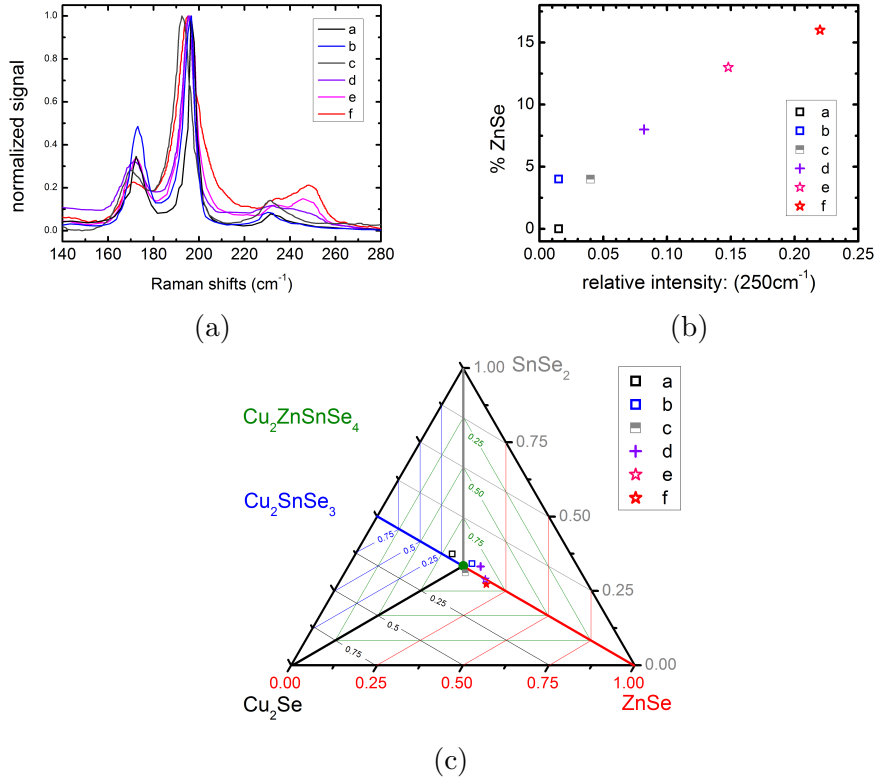 1.0
0.8
0.6
0.4
0.2
0.0
140
160
180
200
220
240
260
280
normalized signal
Raman shifts (cm⁻¹)
a
b
c
d
e
f
(a)
15
10
5
0
0.00
0.05
0.10
0.15
0.20
0.25
% ZnSe
relative intensity: (250cm⁻¹)
a
b
c
d
e
f
(b)
1.00
SnSe₂
0.75
0.50
0.25
0.00
Cu₂ZnSnSe₄
Cu₂SnSe₃
0.25
0.50
0.75
0.75
0.5
0.25
0.25
0.5
0.75
0.00
0.25
0.50
0.75
1.00
Cu₂Se
ZnSe
a
b
c
d
e
f
(c)